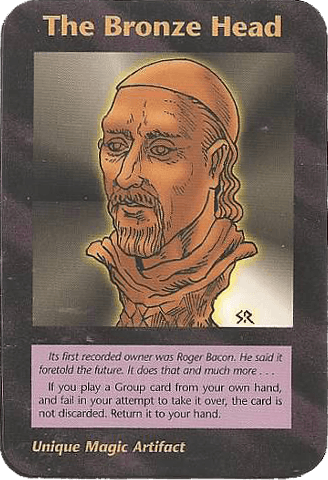 The Bronze Head
SR
Its first recorded owner was Roger Bacon. He said it
foretold the future. It does that and much more . . .
If you play a Group card from your own hand,
and fail in your attempt to take it over, the card is
not discarded. Return it to your hand.
Unique Magic Artifact